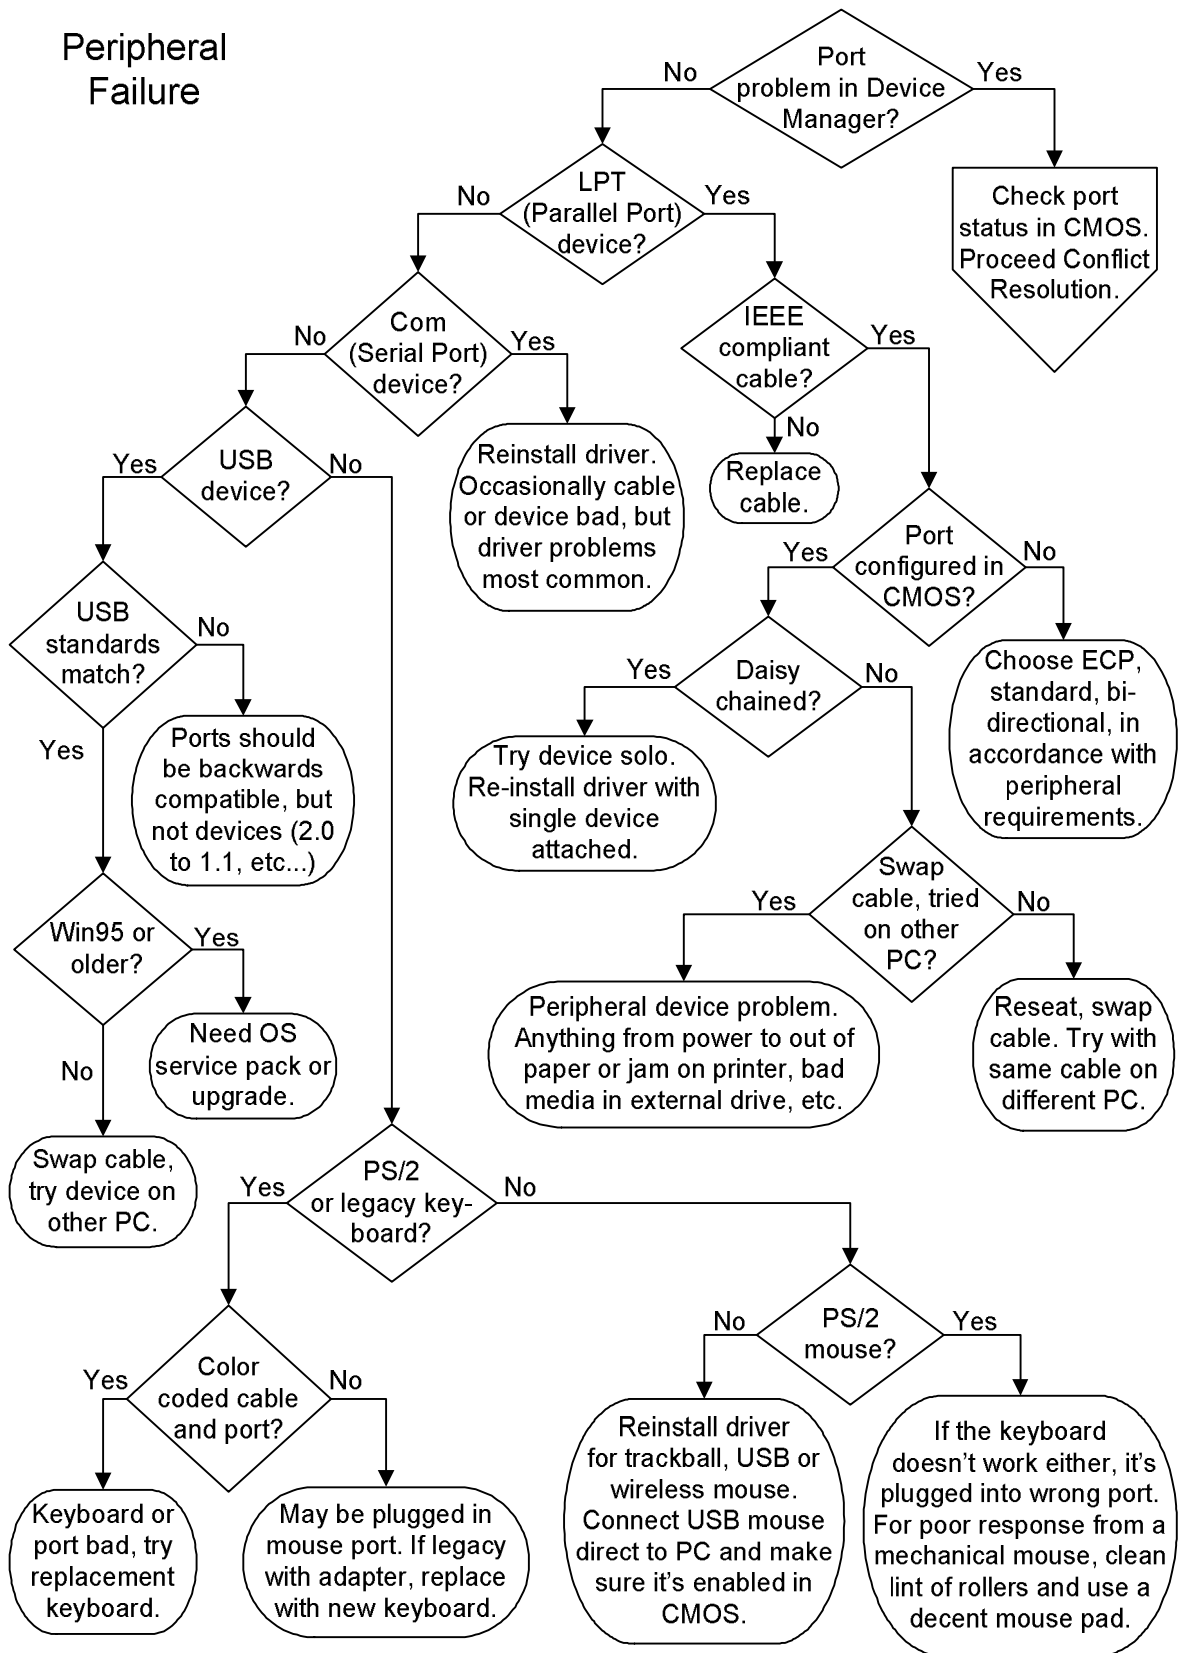 Peripheral
Failure
Port
problem in Device
Manager?
No
Yes
Check port
status in CMOS.
Proceed Conflict
Resolution.
LPT
(Parallel Port)
device?
No
Yes
Com
(Serial Port)
device?
No
Yes
IEEE
compliant
cable?
Yes
No
Replace
cable.
Reinstall driver.
Occasionally cable
or device bad, but
driver problems
most common.
USB
device?
Yes
No
Port
configured in
CMOS?
Yes
No
Choose ECP,
standard, bi-
directional, in
accordance with
peripheral
requirements.
USB
standards
match?
No
Yes
Ports should
be backwards
compatible, but
not devices (2.0
to 1.1, etc...)
Daisy
chained?
Yes
No
Try device solo.
Re-install driver with
single device
attached.
Swap
cable, tried
on other
PC?
Yes
No
Peripheral device problem.
Anything from power to out of
paper or jam on printer, bad
media in external drive, etc.
Reseat, swap
cable. Try with
same cable on
different PC.
Win95 or
older?
Yes
No
Need OS
service pack or
upgrade.
Swap cable,
try device on
other PC.
PS/2
or legacy key-
board?
Yes
No
Color
coded cable
and port?
Yes
No
Keyboard or
port bad, try
replacement
keyboard.
May be plugged in
mouse port. If legacy
with adapter, replace
with new keyboard.
PS/2
mouse?
No
Yes
Reinstall driver
for trackball, USB or
wireless mouse.
Connect USB mouse
direct to PC and make
sure it's enabled in
CMOS.
If the keyboard
doesn't work either, it's
plugged into wrong port.
For poor response from a
mechanical mouse, clean
lint of rollers and use a
decent mouse pad.